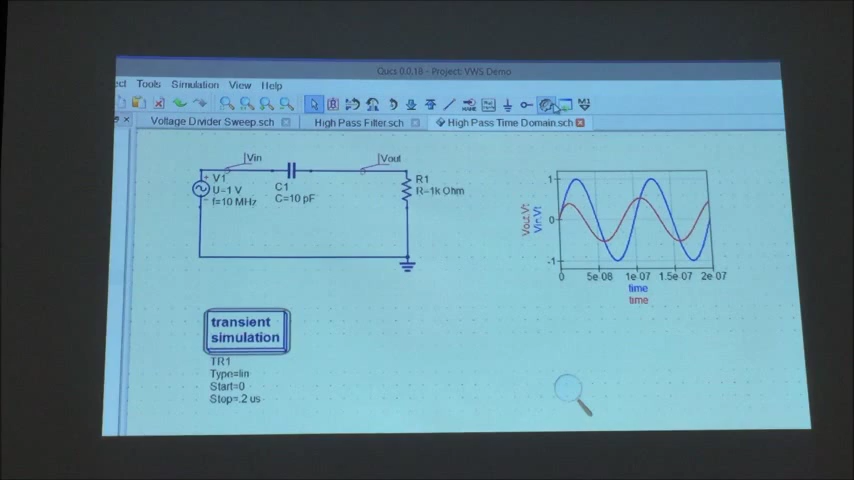 Qucs 0.0.18 - Project: VWS Demo
ect Tools Simulation View Help
Voltage Divider Sweep.sch High Pass Filter.sch High Pass Time Domain.sch
Vin Vout
V1
U=1 V
f=10 MHz
C1
C=10 pF
R1
R=1k Ohm
1
0
-1
Vout.Vt
Vin.Vt
0 5e 08 1e 07 1.5e 07 2e 07
time
time
transient
simulation
TR1
Type=lin
Start=0
Stop=.2 us